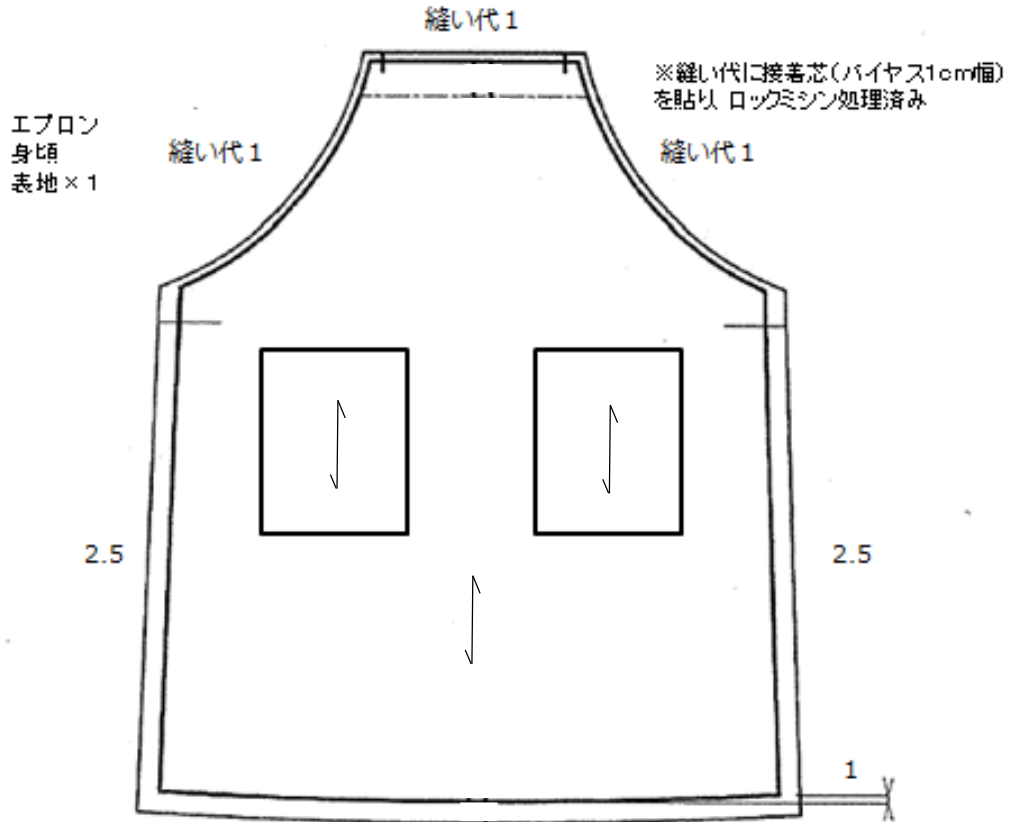 縫い代1
※縫い代に接着芯(バイヤス1cm幅)
を貼り、ロックミシン処理済み
エプロン
身頃
表地×1
縫い代1
縫い代1
2.5
2.5
1